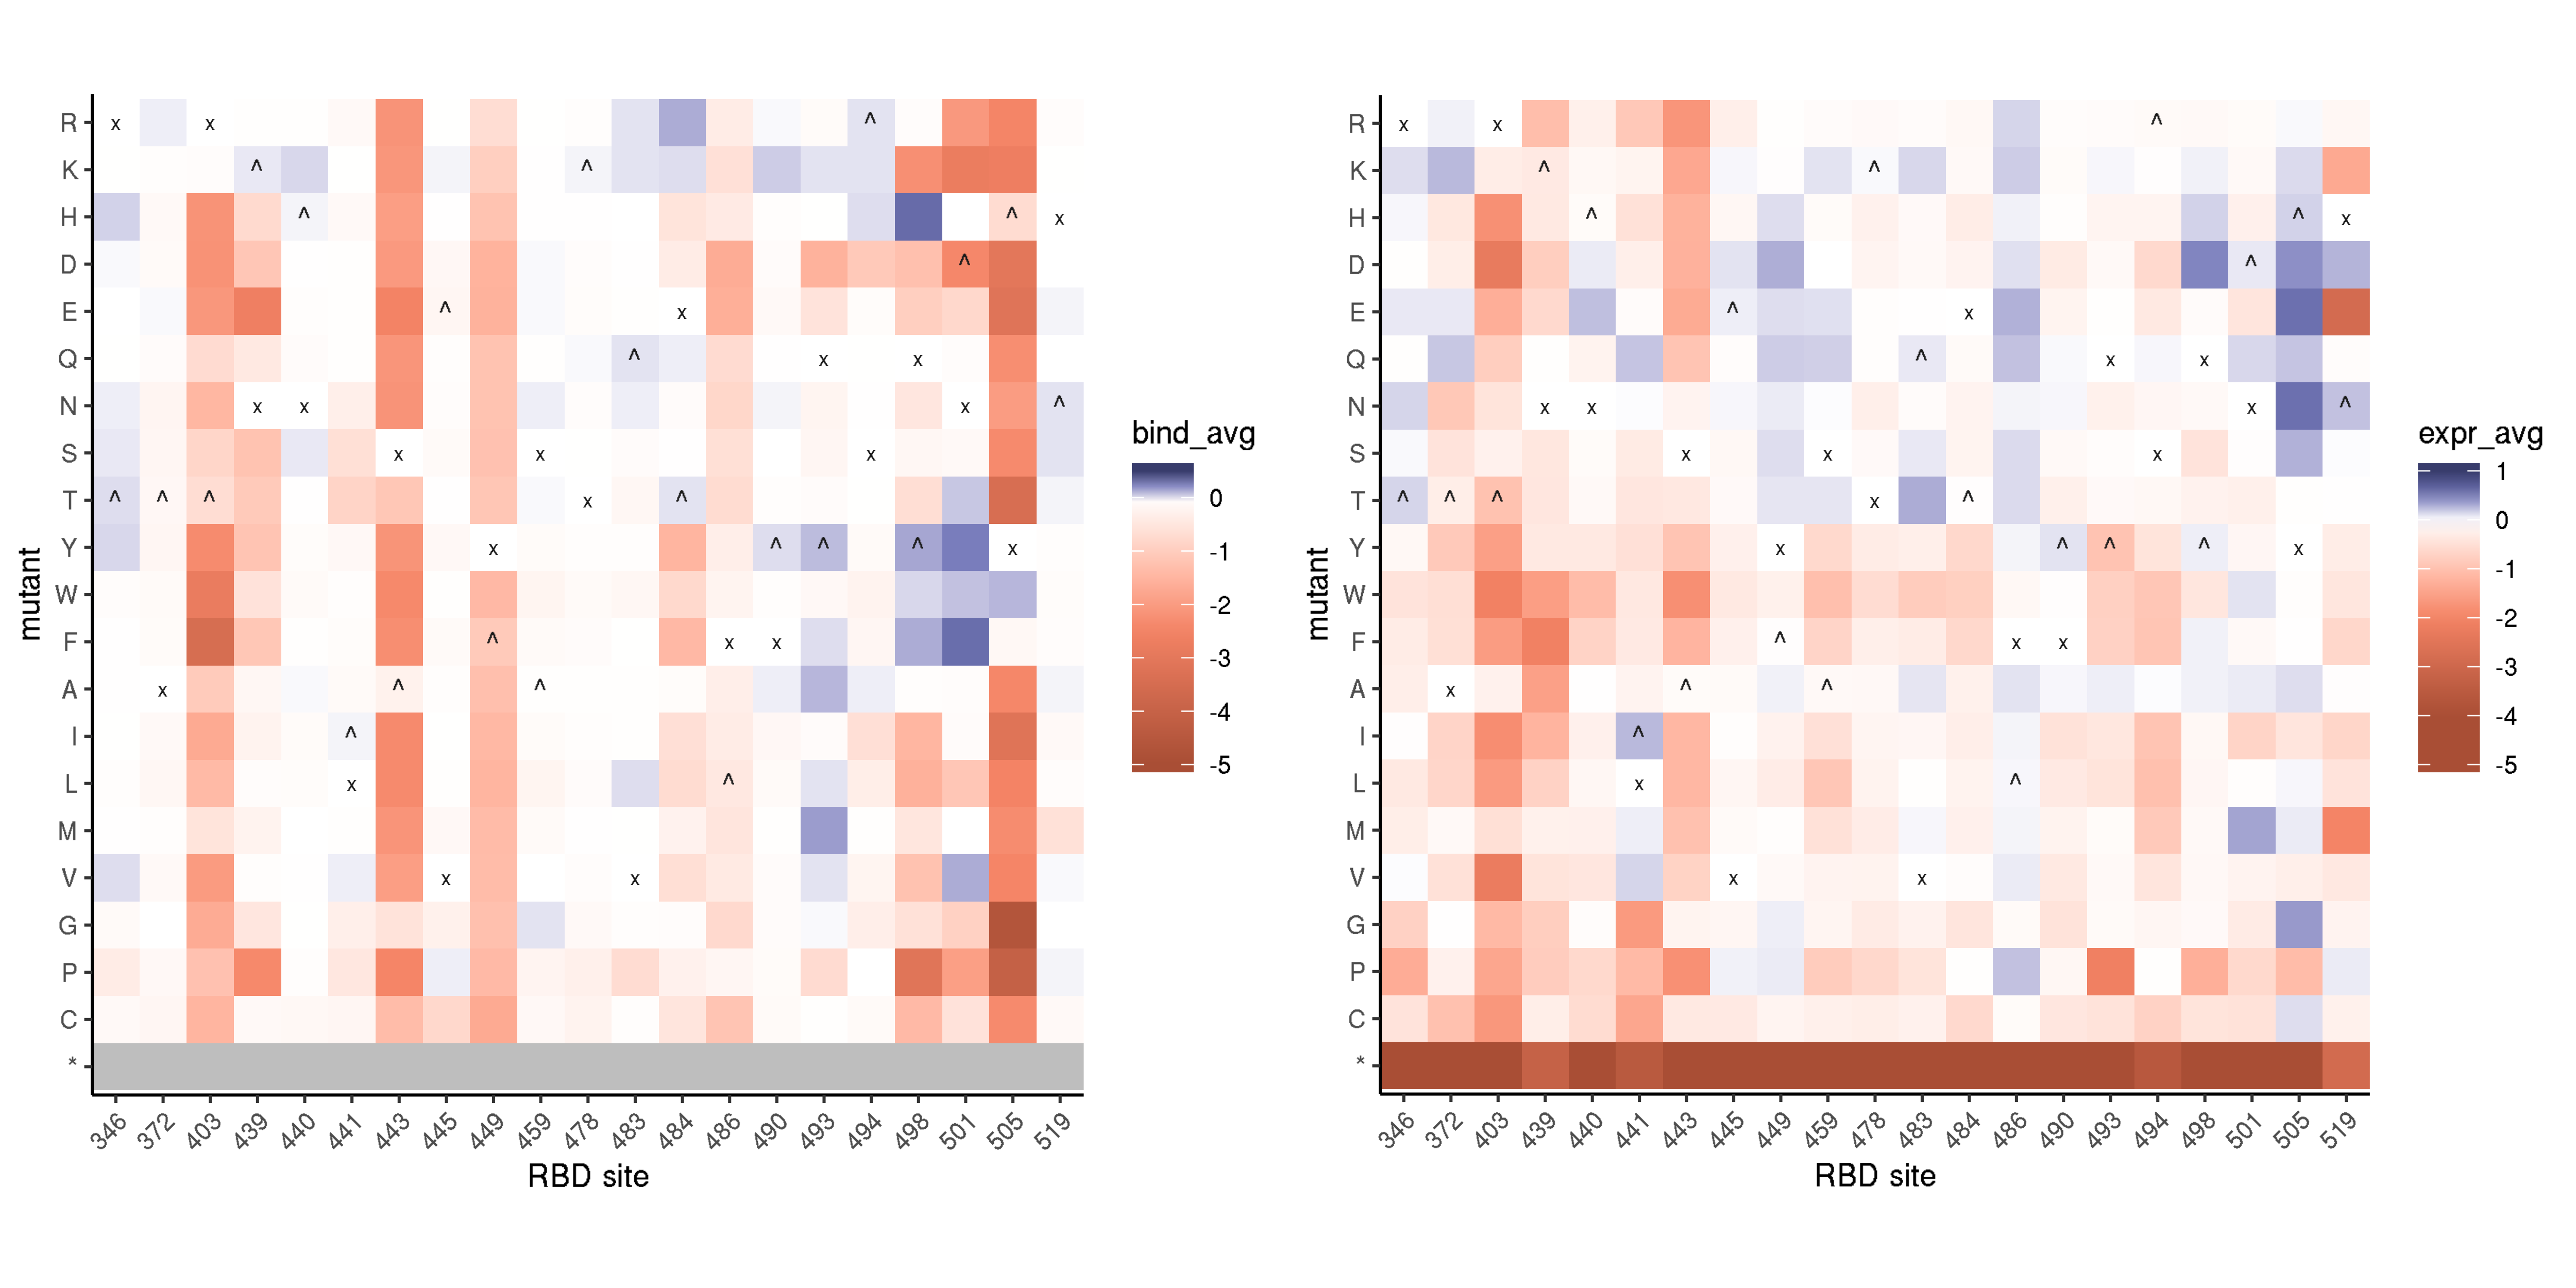 mutant
R
K
H
D
E
Q
N
S
T
Y
W
F
A
I
L
M
V
G
P
C
*
x x ^
^ ^
^ ^ x
^
^ x
^ x x
x x x ^
x x x
^ ^ ^ x ^
x ^ ^ ^ x
^ x x
x ^ ^
^
x ^
x x
346 372 403 439 440 441 443 445 449 459 478 483 484 486 490 493 494 498 501 505 519
RBD site
bind_avg
0
-1
-2
-3
-4
-5
mutant
R
K
H
D
E
Q
N
S
T
Y
W
F
A
I
L
M
V
G
P
C
*
x x ^
^ ^
^ ^ x
^
^ x
^ x x
x x x ^
x x x
^ ^ ^ x ^
x ^ ^ ^ x
^ x x
x ^ ^
^
x ^
x x
346 372 403 439 440 441 443 445 449 459 478 483 484 486 490 493 494 498 501 505 519
RBD site
expr_avg
1
0
-1
-2
-3
-4
-5